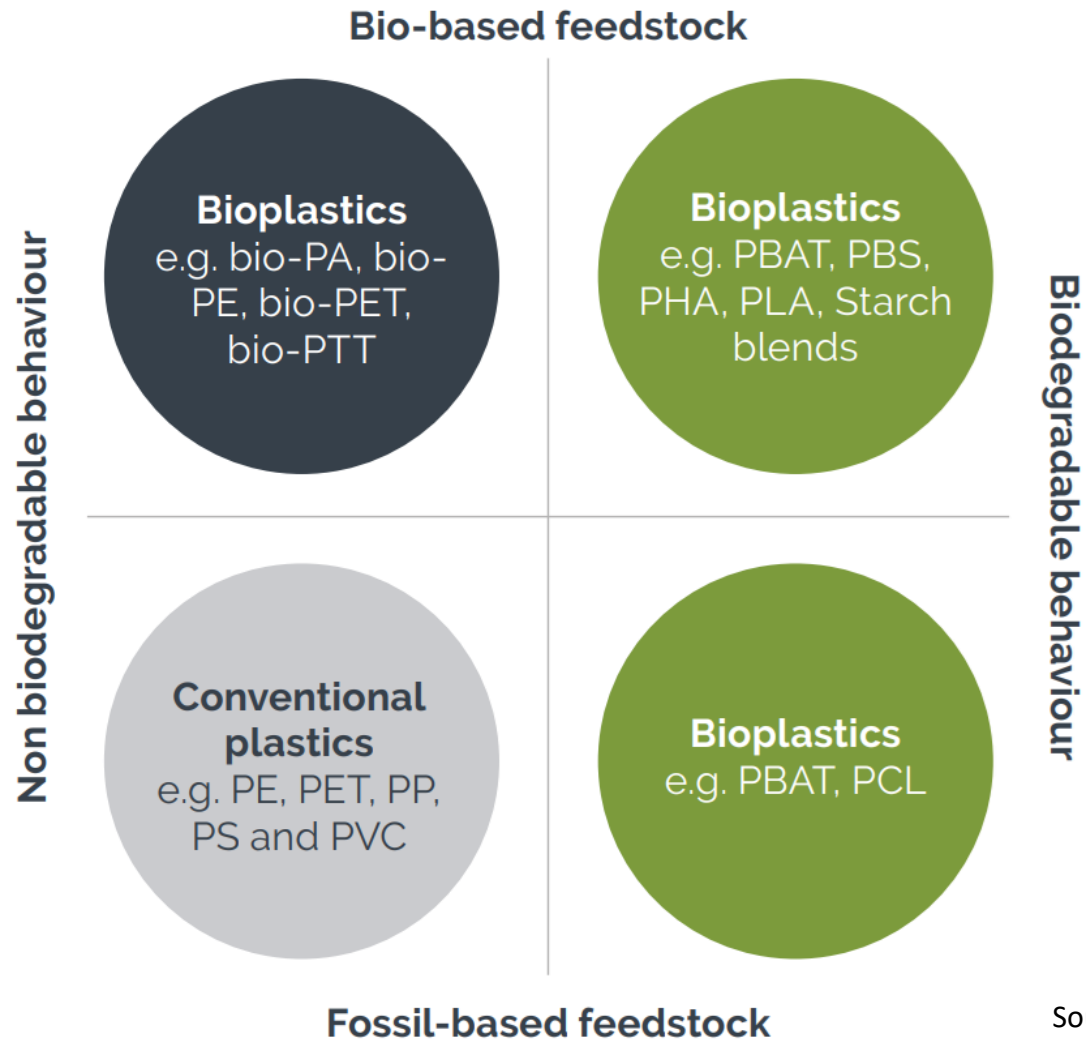 Bio-based feedstock
Non biodegradable behaviour
Bioplastics
e.g. bio-PA, bio-
PE, bio-PET,
bio-PTT
Bioplastics
e.g. PBAT, PBS,
PHA, PLA, Starch
blends
Biodegradable behaviour
Conventional
plastics
e.g. PE, PET, PP,
PS and PVC
Bioplastics
e.g. PBAT, PCL
Fossil-based feedstock
So